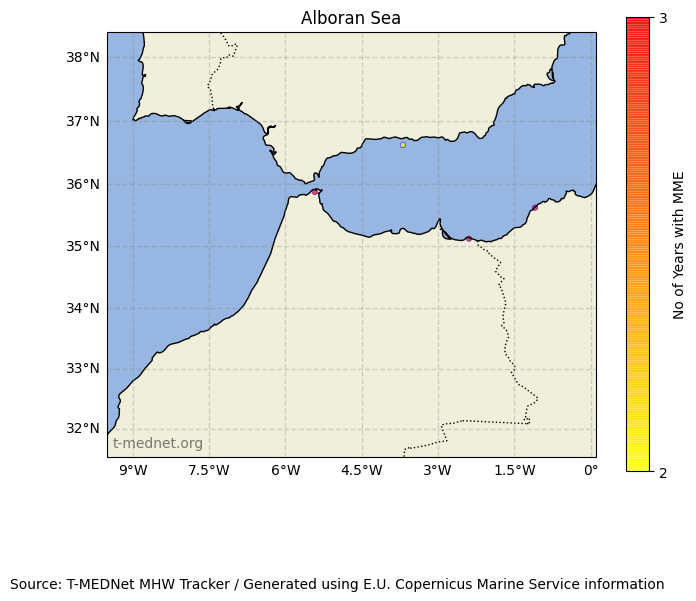 Alboran Sea
38°N
37°N
36°N
35°N
34°N
33°N
32°N
t-mednet.org
9°W 7.5°W 6°W 4.5°W 3°W 1.5°W 0°
3
No of Years with MME
2
Source: T-MEDNet MHW Tracker / Generated using E.U. Copernicus Marine Service information